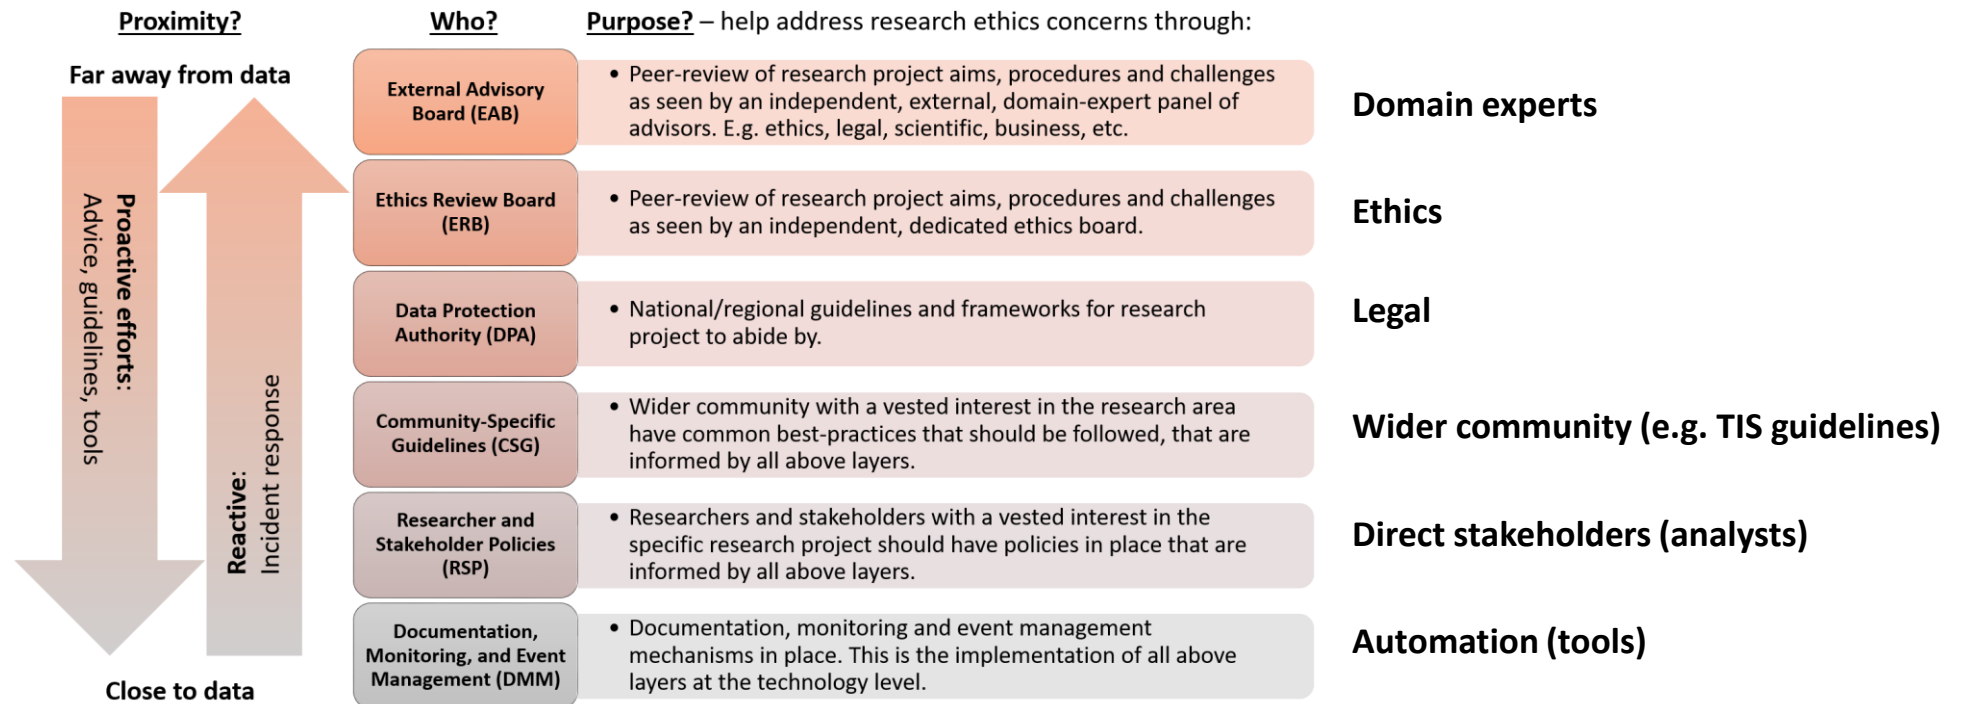 Proximity?
Who?
Purpose? – help address research ethics concerns through:
Far away from data
Proactive efforts:
Advice, guidelines, tools
Reactive:
Incident response
Close to data
External Advisory
Board (EAB)
• Peer-review of research project aims, procedures and challenges
as seen by an independent, external, domain-expert panel of
advisors. E.g. ethics, legal, scientific, business, etc.
Domain experts
Ethics Review Board
(ERB)
• Peer-review of research project aims, procedures and challenges
as seen by an independent, dedicated ethics board.
Ethics
Data Protection
Authority (DPA)
• National/regional guidelines and frameworks for research
project to abide by.
Legal
Community-Specific
Guidelines (CSG)
• Wider community with a vested interest in the research area
have common best-practices that should be followed, that are
informed by all above layers.
Wider community (e.g. TIS guidelines)
Researcher and
Stakeholder Policies
(RSP)
• Researchers and stakeholders with a vested interest in the
specific research project should have policies in place that are
informed by all above layers.
Direct stakeholders (analysts)
Documentation,
Monitoring, and Event
Management (DMM)
• Documentation, monitoring and event management
mechanisms in place. This is the implementation of all above
layers at the technology level.
Automation (tools)